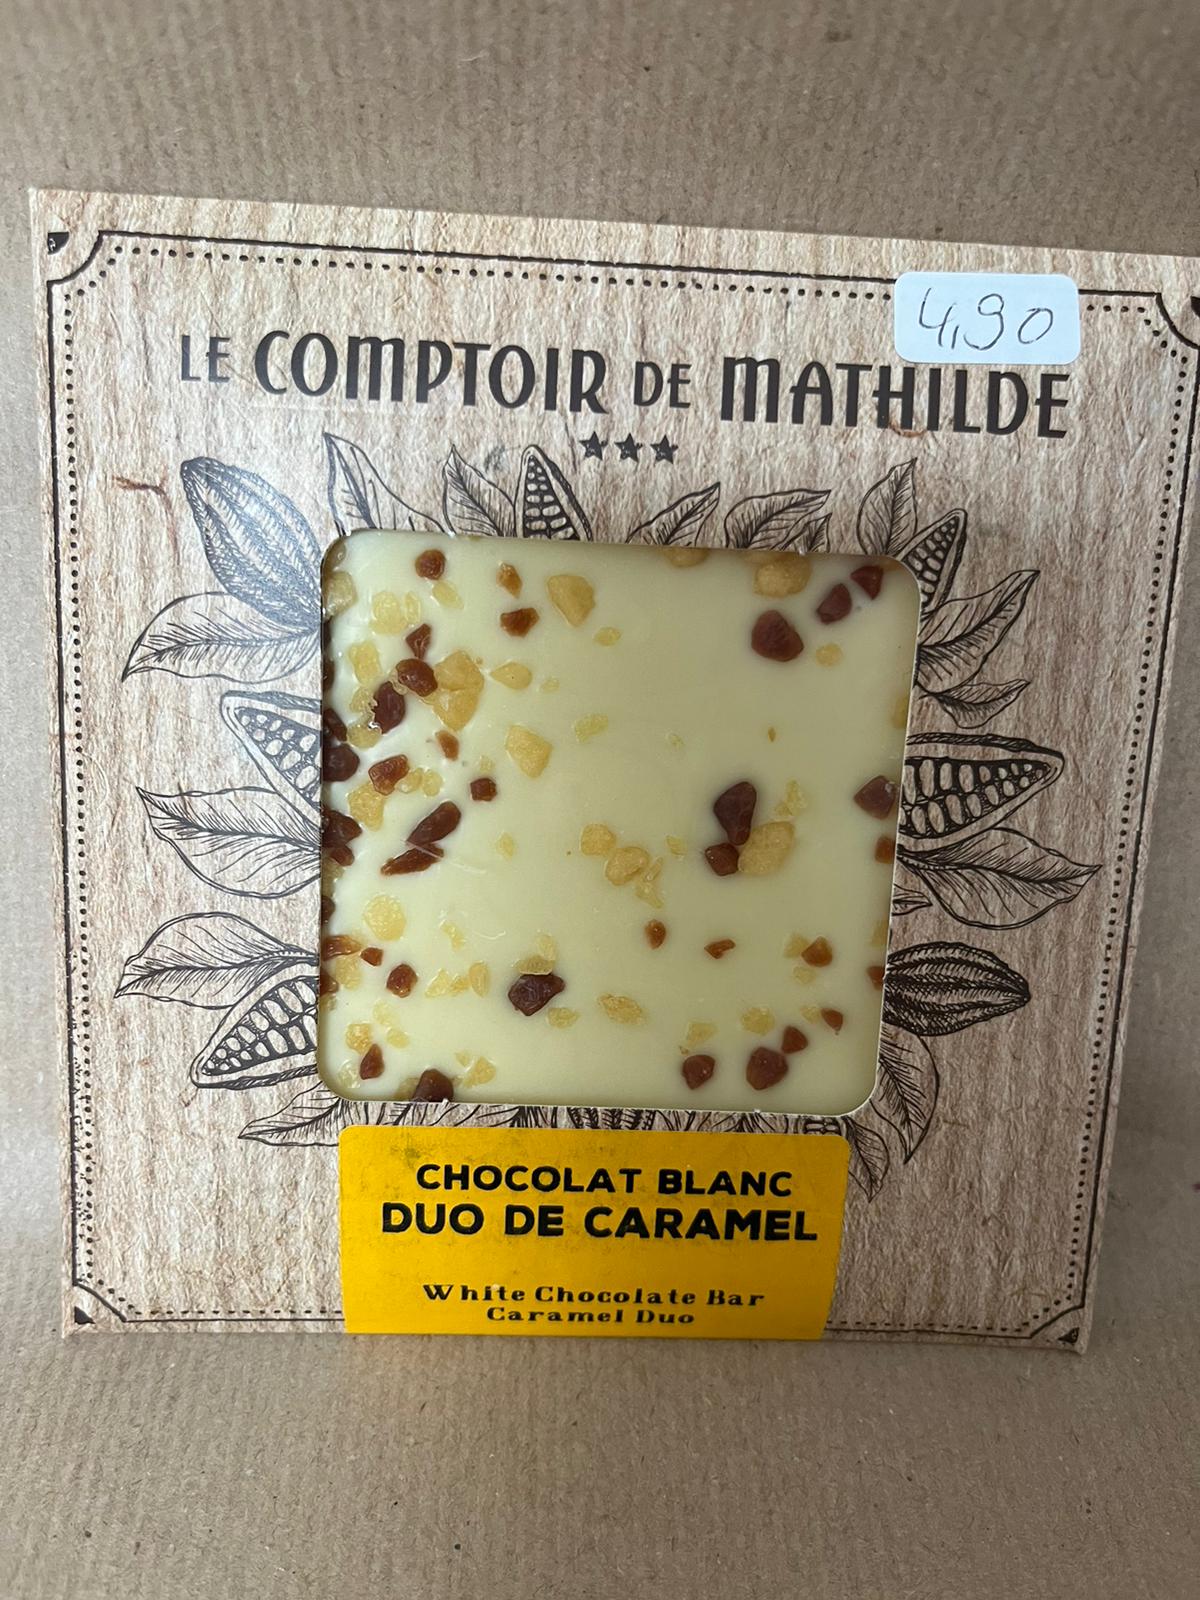 4,90
LE COMPTOIR DE MATHILDE
CHOCOLAT BLANC
DUO DE CARAMEL
White Chocolate Bar
Caramel Duo